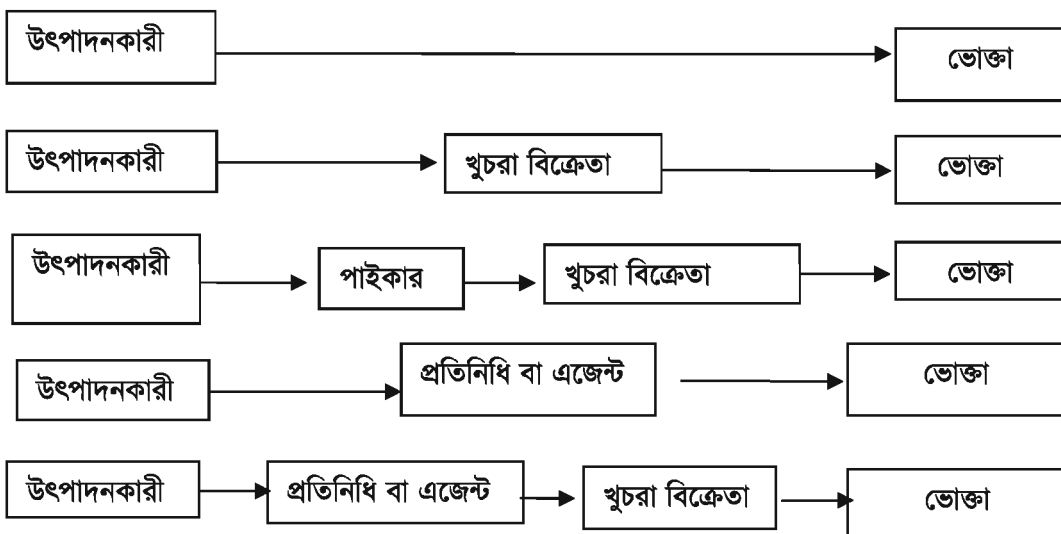 উৎপাদনকারী ভোক্তা
উৎপাদনকারী খুচরা বিক্রেতা ভোক্তা
উৎপাদনকারী পাইকার খুচরা বিক্রেতা ভোক্তা
উৎপাদনকারী প্রতিনিধি বা এজেন্ট ভোক্তা
উৎপাদনকারী প্রতিনিধি বা এজেন্ট খুচরা বিক্রেতা ভোক্তা